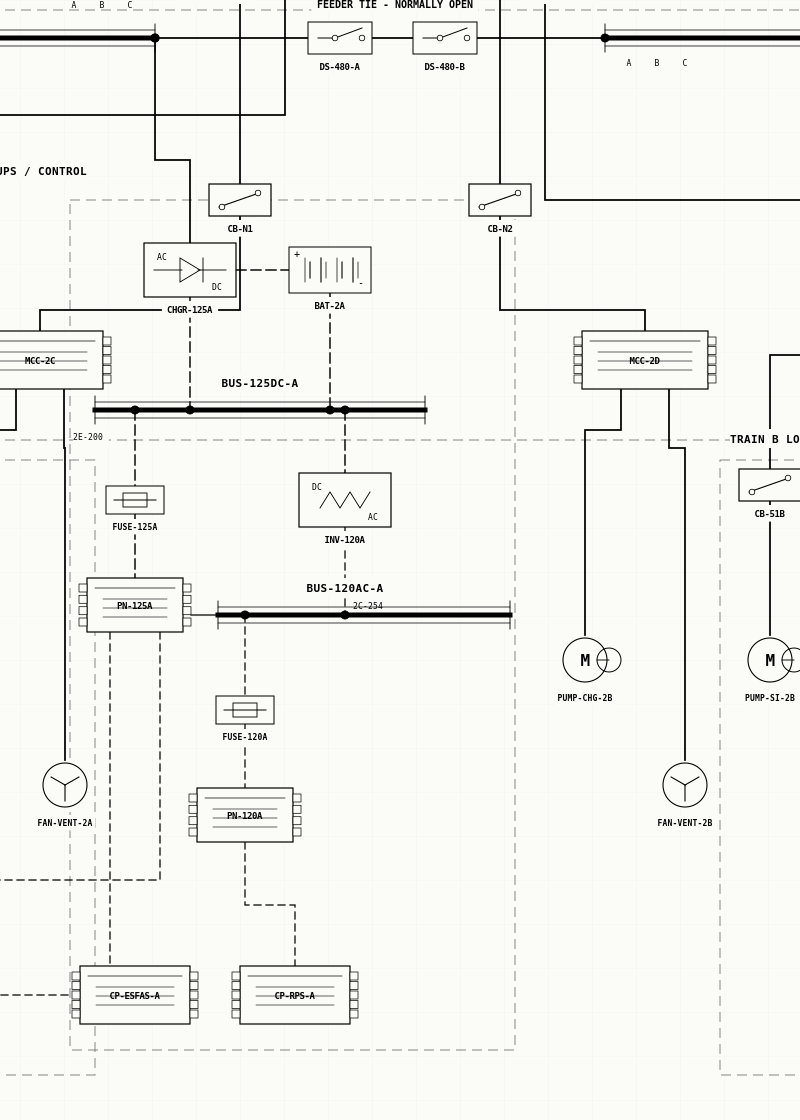 FEEDER TIE - NORMALLY OPEN
A B C
DS-480-A
DS-480-B
A B C
UPS / CONTROL
CB-N1
CB-N2
AC
DC
+
-
CHGR-125A
BAT-2A
MCC-2C
MCC-2D
BUS-125DC-A
2E-200
TRAIN B LO
DC
AC
FUSE-125A
INV-120A
CB-51B
BUS-120AC-A
PN-125A
2C-254
M
M
PUMP-CHG-2B
PUMP-SI-2B
FUSE-120A
PN-120A
FAN-VENT-2A
FAN-VENT-2B
CP-ESFAS-A
CP-RPS-A